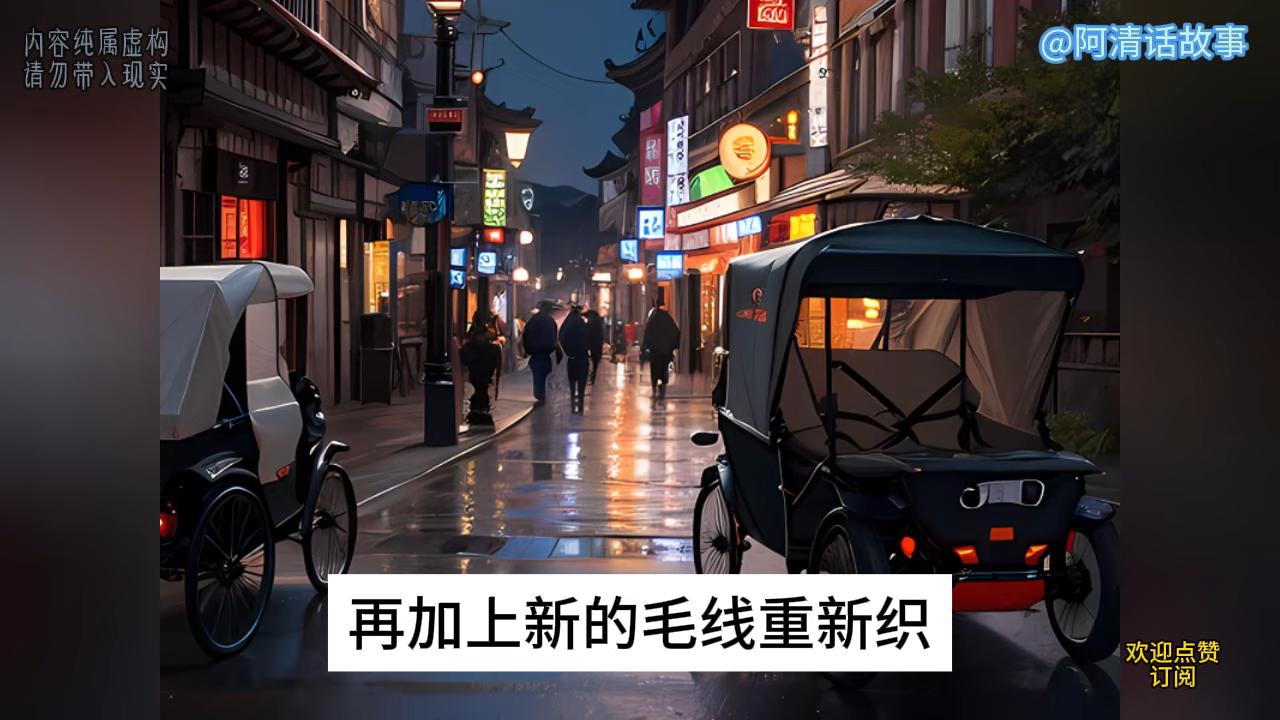 内容纯属虚构
请勿带入现实
@阿清话故事
再加上新的毛线重新织
欢迎点赞
订阅